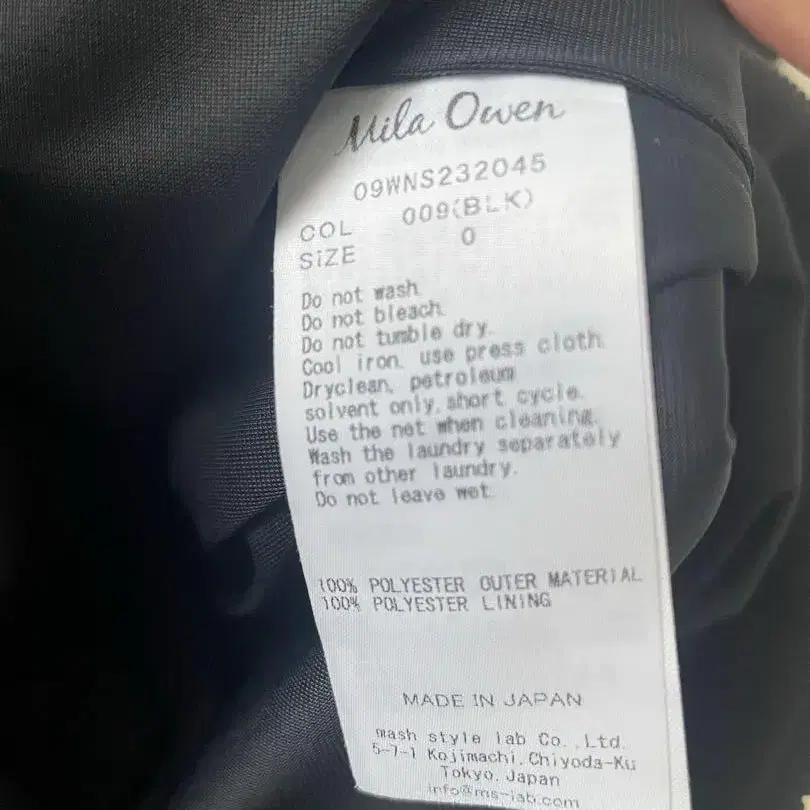 Mila Owen
09WNS232045
COL 009(BLK)
SiZE 0
Do not wash.
Do not bleach.
Do not tumble dry.
Cool iron. use press cloth.
Dryclean, petroleum
solvent only, short cycle.
Use the net when cleaning.
Wash the laundry separately
from other laundry.
Do not leave wet.
100% POLYESTER OUTER MATERIAL
100% POLYESTER LINING
MADE IN JAPAN
mash style lab Co.,Ltd.
5-7-1 Kojimachi,Chiyoda-Ku
Tokyo,Japan
info@ms-lab.com